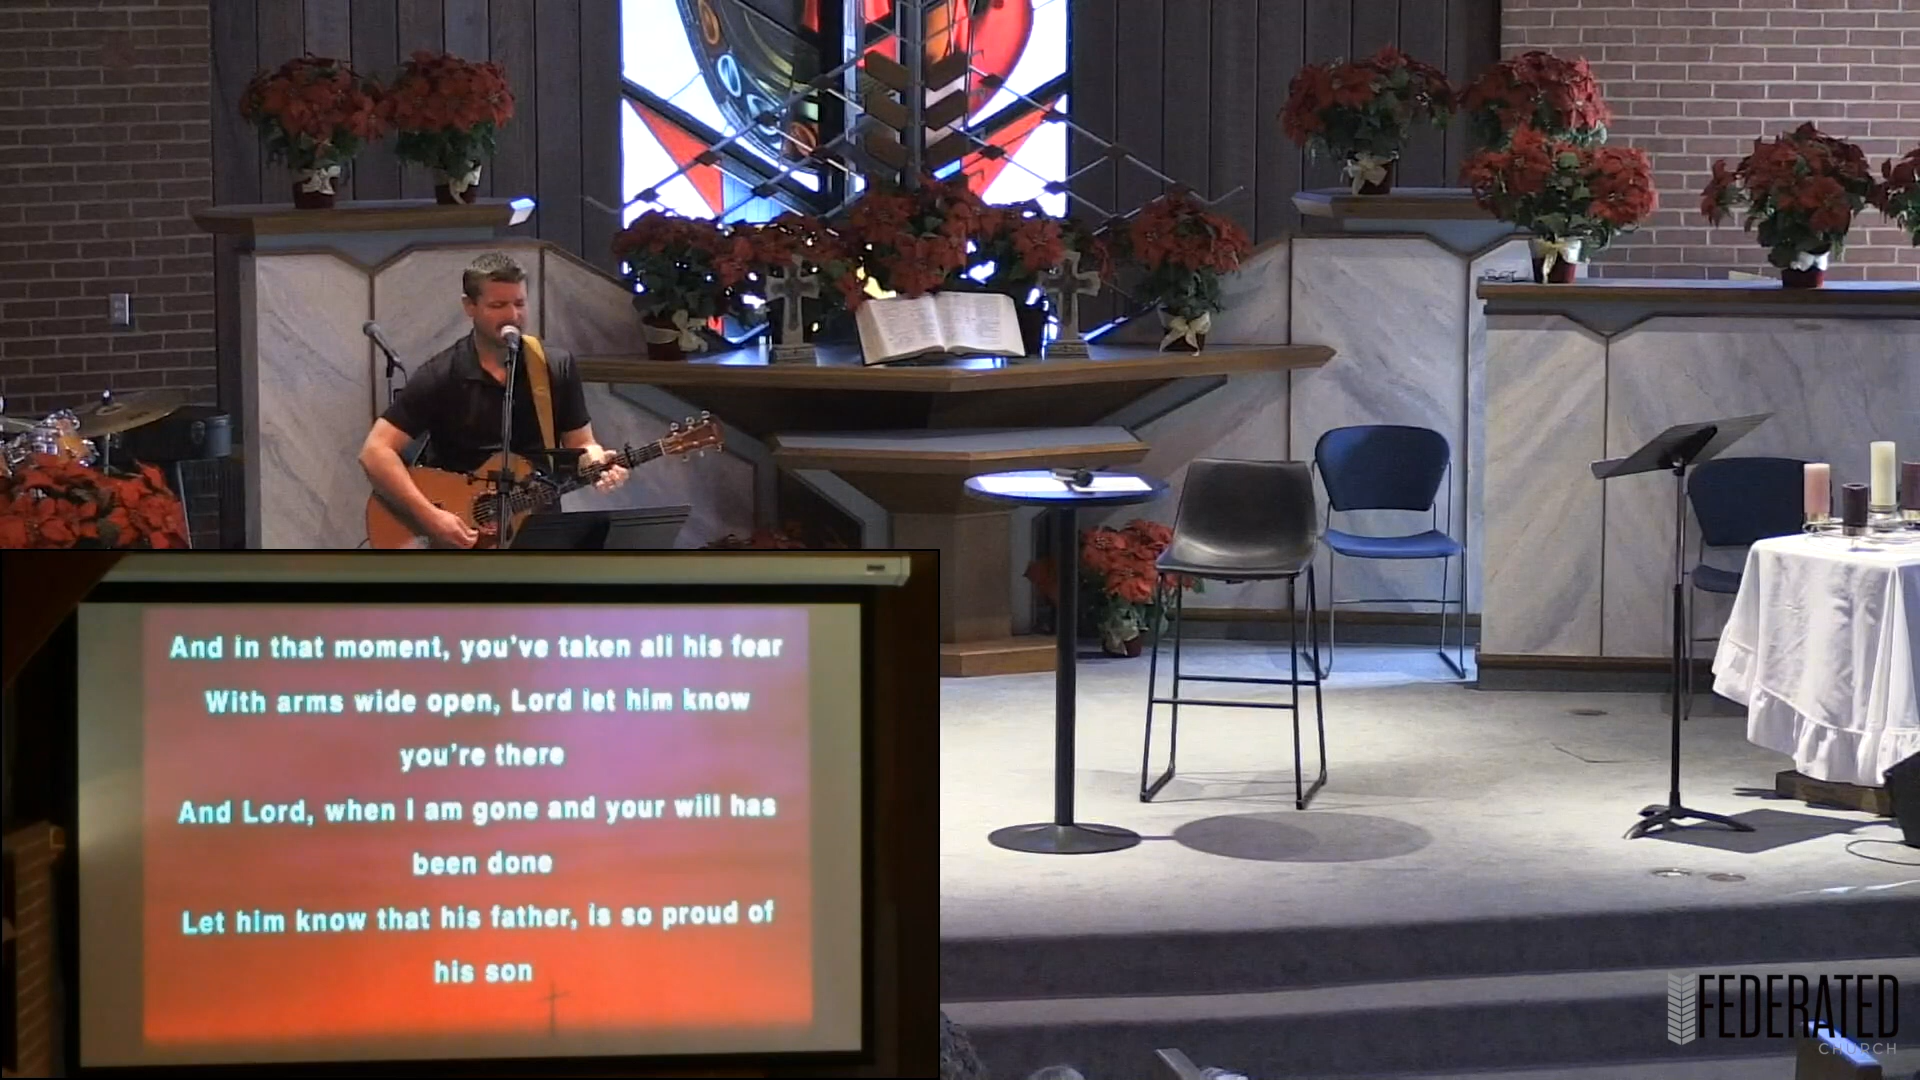 And in that moment, you've taken all his fear
With arms wide open, Lord let him know
you're there
And Lord, when I am gone and your will has
been done
Let him know that his father, is so proud of
his son
FEDERATED
CHURCH